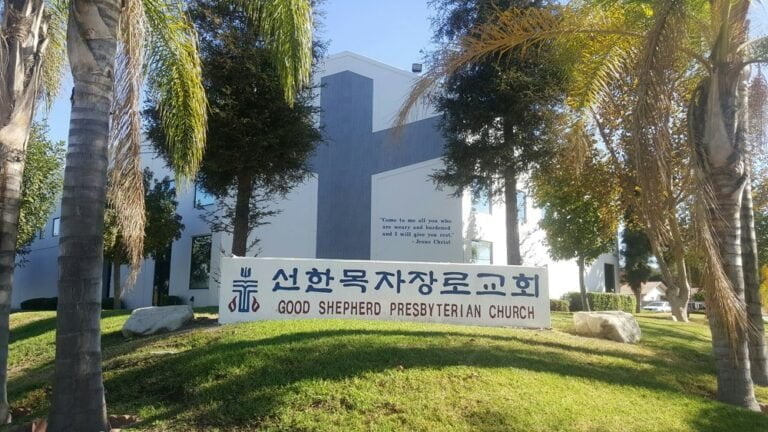 "Come to me all you who
are weary and burdened
and I will give you rest."
- Jesus Christ
선한목자장로교회
GOOD SHEPHERD PRESBYTERIAN CHURCH